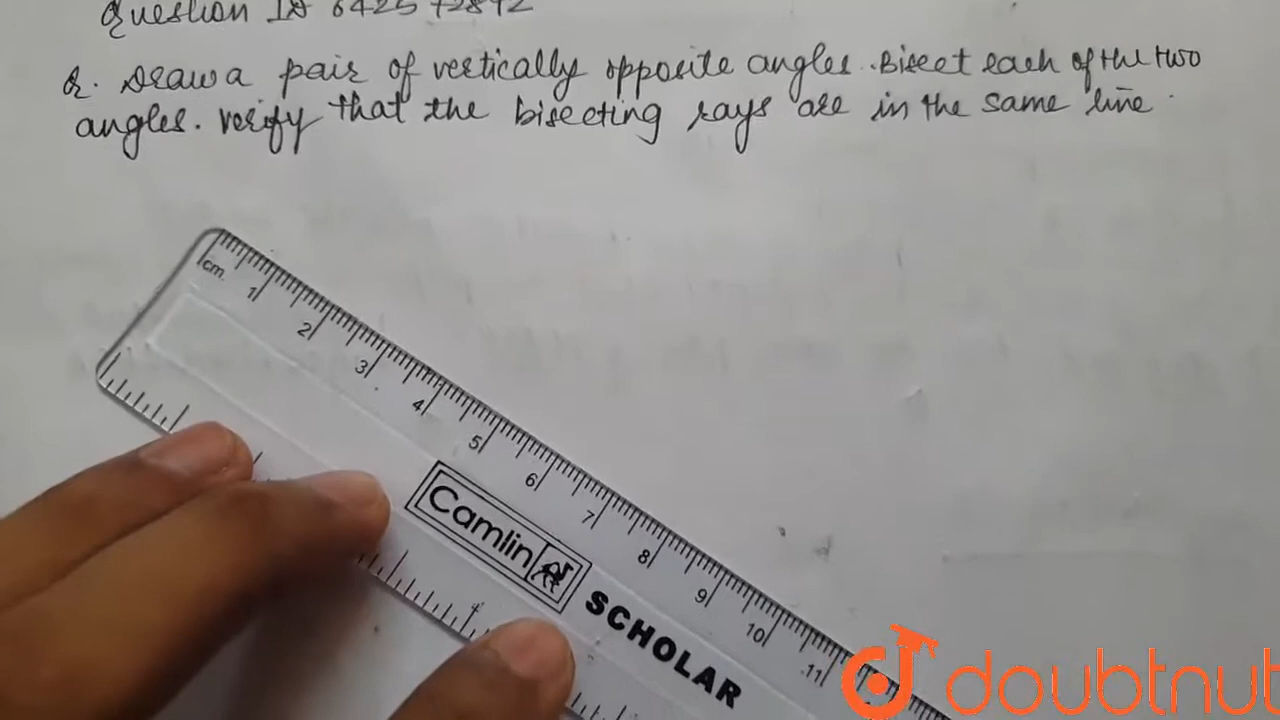 Question ID
Q. Draw a pair of vertically opposite angles. Bisect each of the two
angles. Verify that the bisecting rays are in the same line.
cm.
1
2
3
4
5
6
7
8
9
10
11
Camlin
SCHOLAR
doubtnut